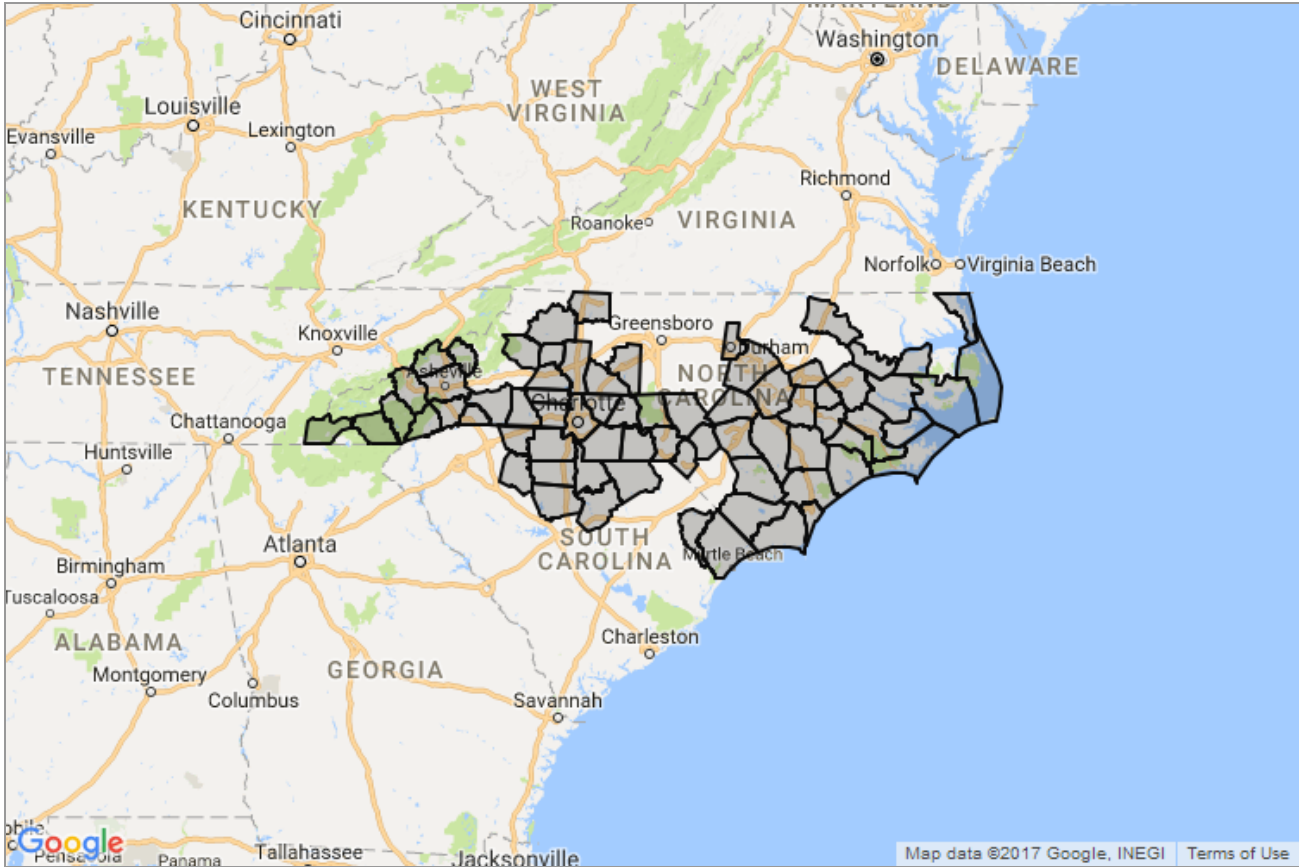 MARYLAND
Cincinnati
Washington
DELAWARE
WEST
VIRGINIA
Louisville
Evansville
Lexington
Richmond
KENTUCKY
Roanoke
VIRGINIA
Norfolk
Virginia Beach
Nashville
Greensboro
Knoxville
Durham
TENNESSEE
Asheville
NORTH
CAROLINA
Charlotte
Chattanooga
Huntsville
Atlanta
SOUTH
CAROLINA
Myrtle Beach
Birmingham
Tuscaloosa
Charleston
ALABAMA
GEORGIA
Montgomery
Columbus
Savannah
Google
Pensacola
Panama
Tallahassee
Jacksonville
Map data ©2017 Google, INEGI
Terms of Use